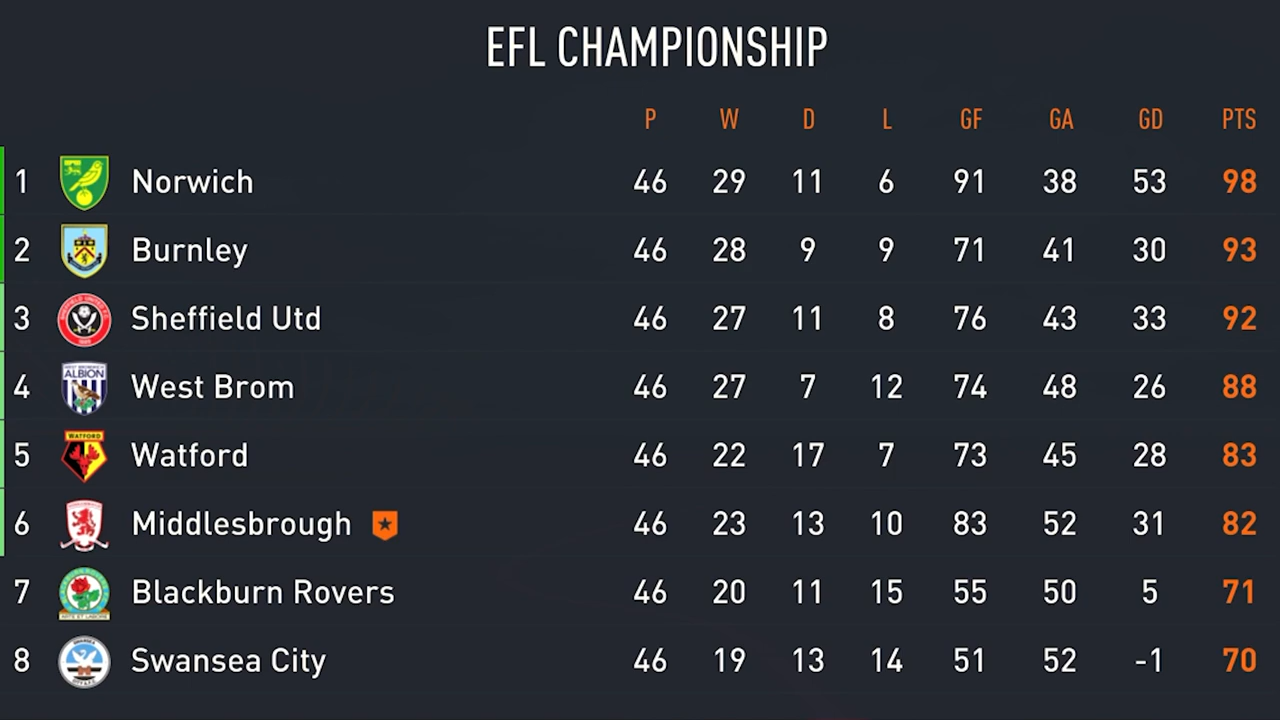 EFL CHAMPIONSHIP
P W D L GF GA GD PTS
1 Norwich 46 29 11 6 91 38 53 98
2 Burnley 46 28 9 9 71 41 30 93
3 Sheffield Utd 46 27 11 8 76 43 33 92
4 ALBION West Brom 46 27 7 12 74 48 26 88
5 WATFORD Watford 46 22 17 7 73 45 28 83
6 Middlesbrough 46 23 13 10 83 52 31 82
7 Blackburn Rovers 46 20 11 15 55 50 5 71
8 Swansea City 46 19 13 14 51 52 -1 70